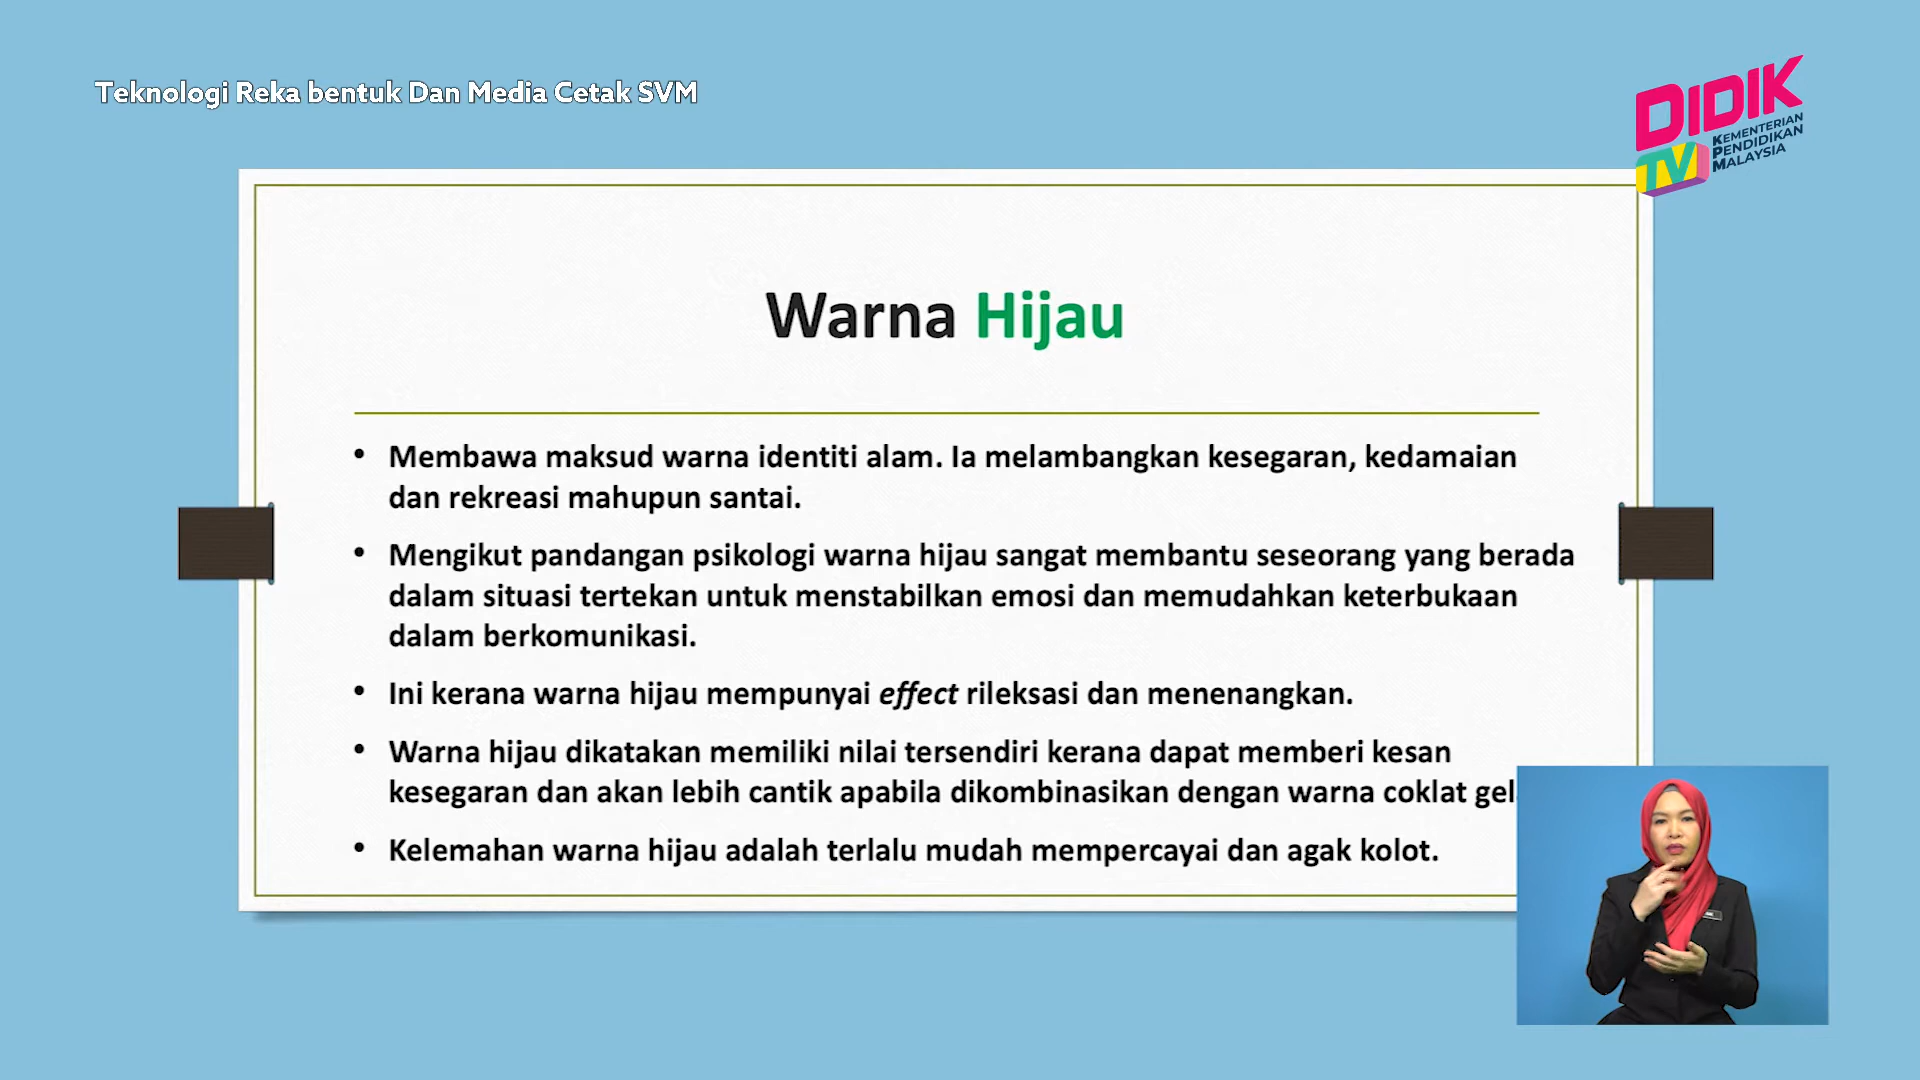 Teknologi Reka bentuk Dan Media Cetak SVM
DIDIK
TV
KEMENTERIAN
PENDIDIKAN
MALAYSIA
Warna Hijau
• Membawa maksud warna identiti alam. Ia melambangkan kesegaran, kedamaian
dan rekreasi mahupun santai.
• Mengikut pandangan psikologi warna hijau sangat membantu seseorang yang berada
dalam situasi tertekan untuk menstabilkan emosi dan memudahkan keterbukaan
dalam berkomunikasi.
• Ini kerana warna hijau mempunyai effect rileksasi dan menenangkan.
• Warna hijau dikatakan memiliki nilai tersendiri kerana dapat memberi kesan
kesegaran dan akan lebih cantik apabila dikombinasikan dengan warna coklat
• Kelemahan warna hijau adalah terlalu mudah mempercayai dan agak kolot.